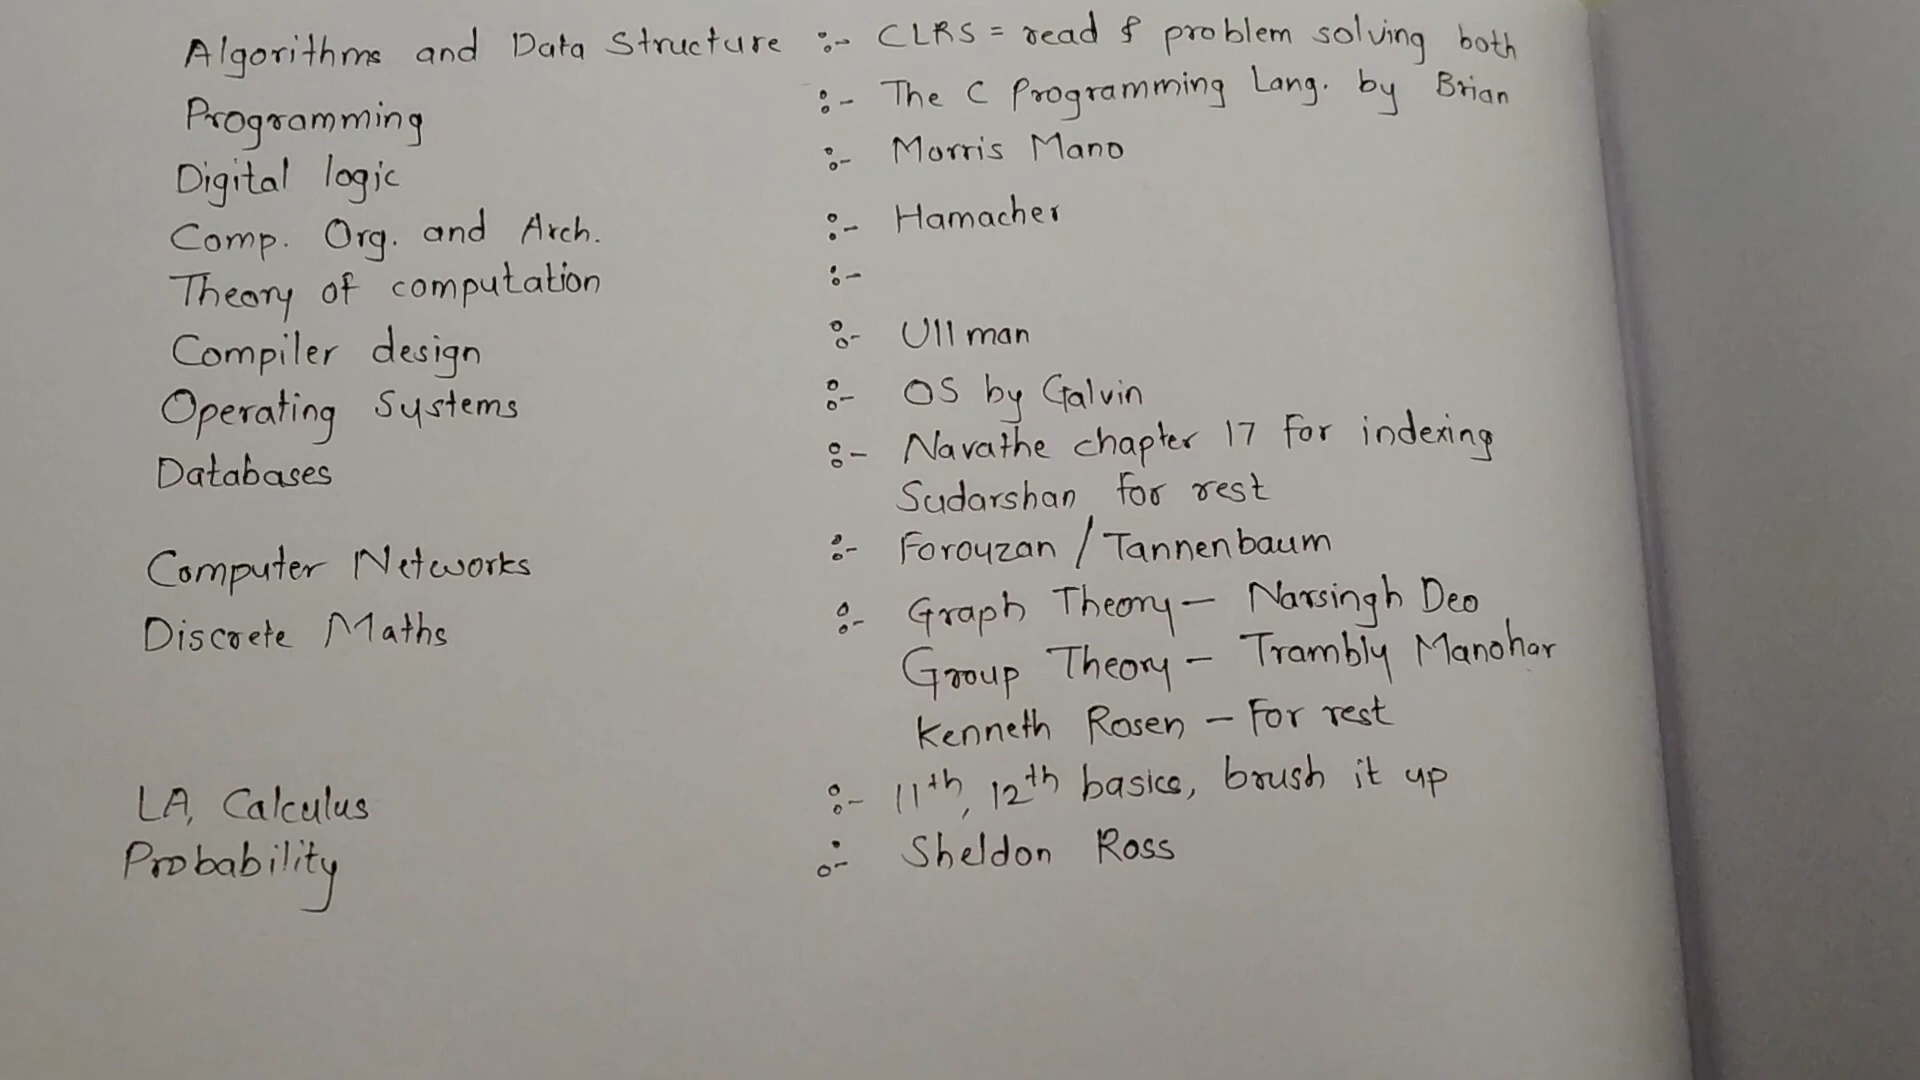 Algorithms and Data Structure :- CLRS = read & problem solving both
Programming :- The C Programming Lang. by Brian
Digital logic :- Morris Mano
Comp. Org. and Arch. :- Hamacher
Theory of computation :-
Compiler design :- Ullman
Operating Systems :- OS by Galvin
Databases :- Navathe chapter 17 for indexing
Sudarshan for rest
Computer Networks :- Forouzan / Tannenbaum
Discrete Maths :- Graph Theory - Narsingh Deo
Group Theory - Trambly Manohar
Kenneth Rosen - For rest
LA, Calculus :- 11th, 12th basics, brush it up
Probability :- Sheldon Ross